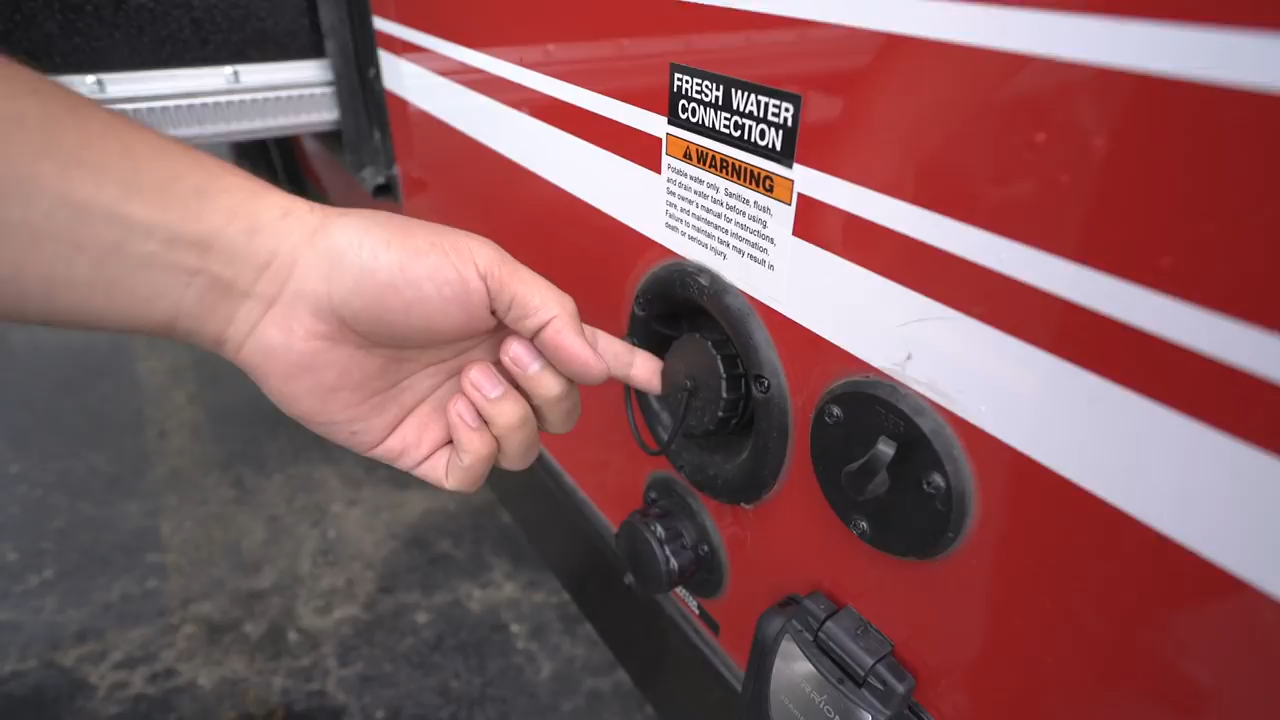 FRESH WATER
CONNECTION
WARNING
Potable water only. Sanitize, flush,
and drain water tank before using.
See owner's manual for instructions,
care, and maintenance information.
Failure to maintain tank may result in
death or serious injury.